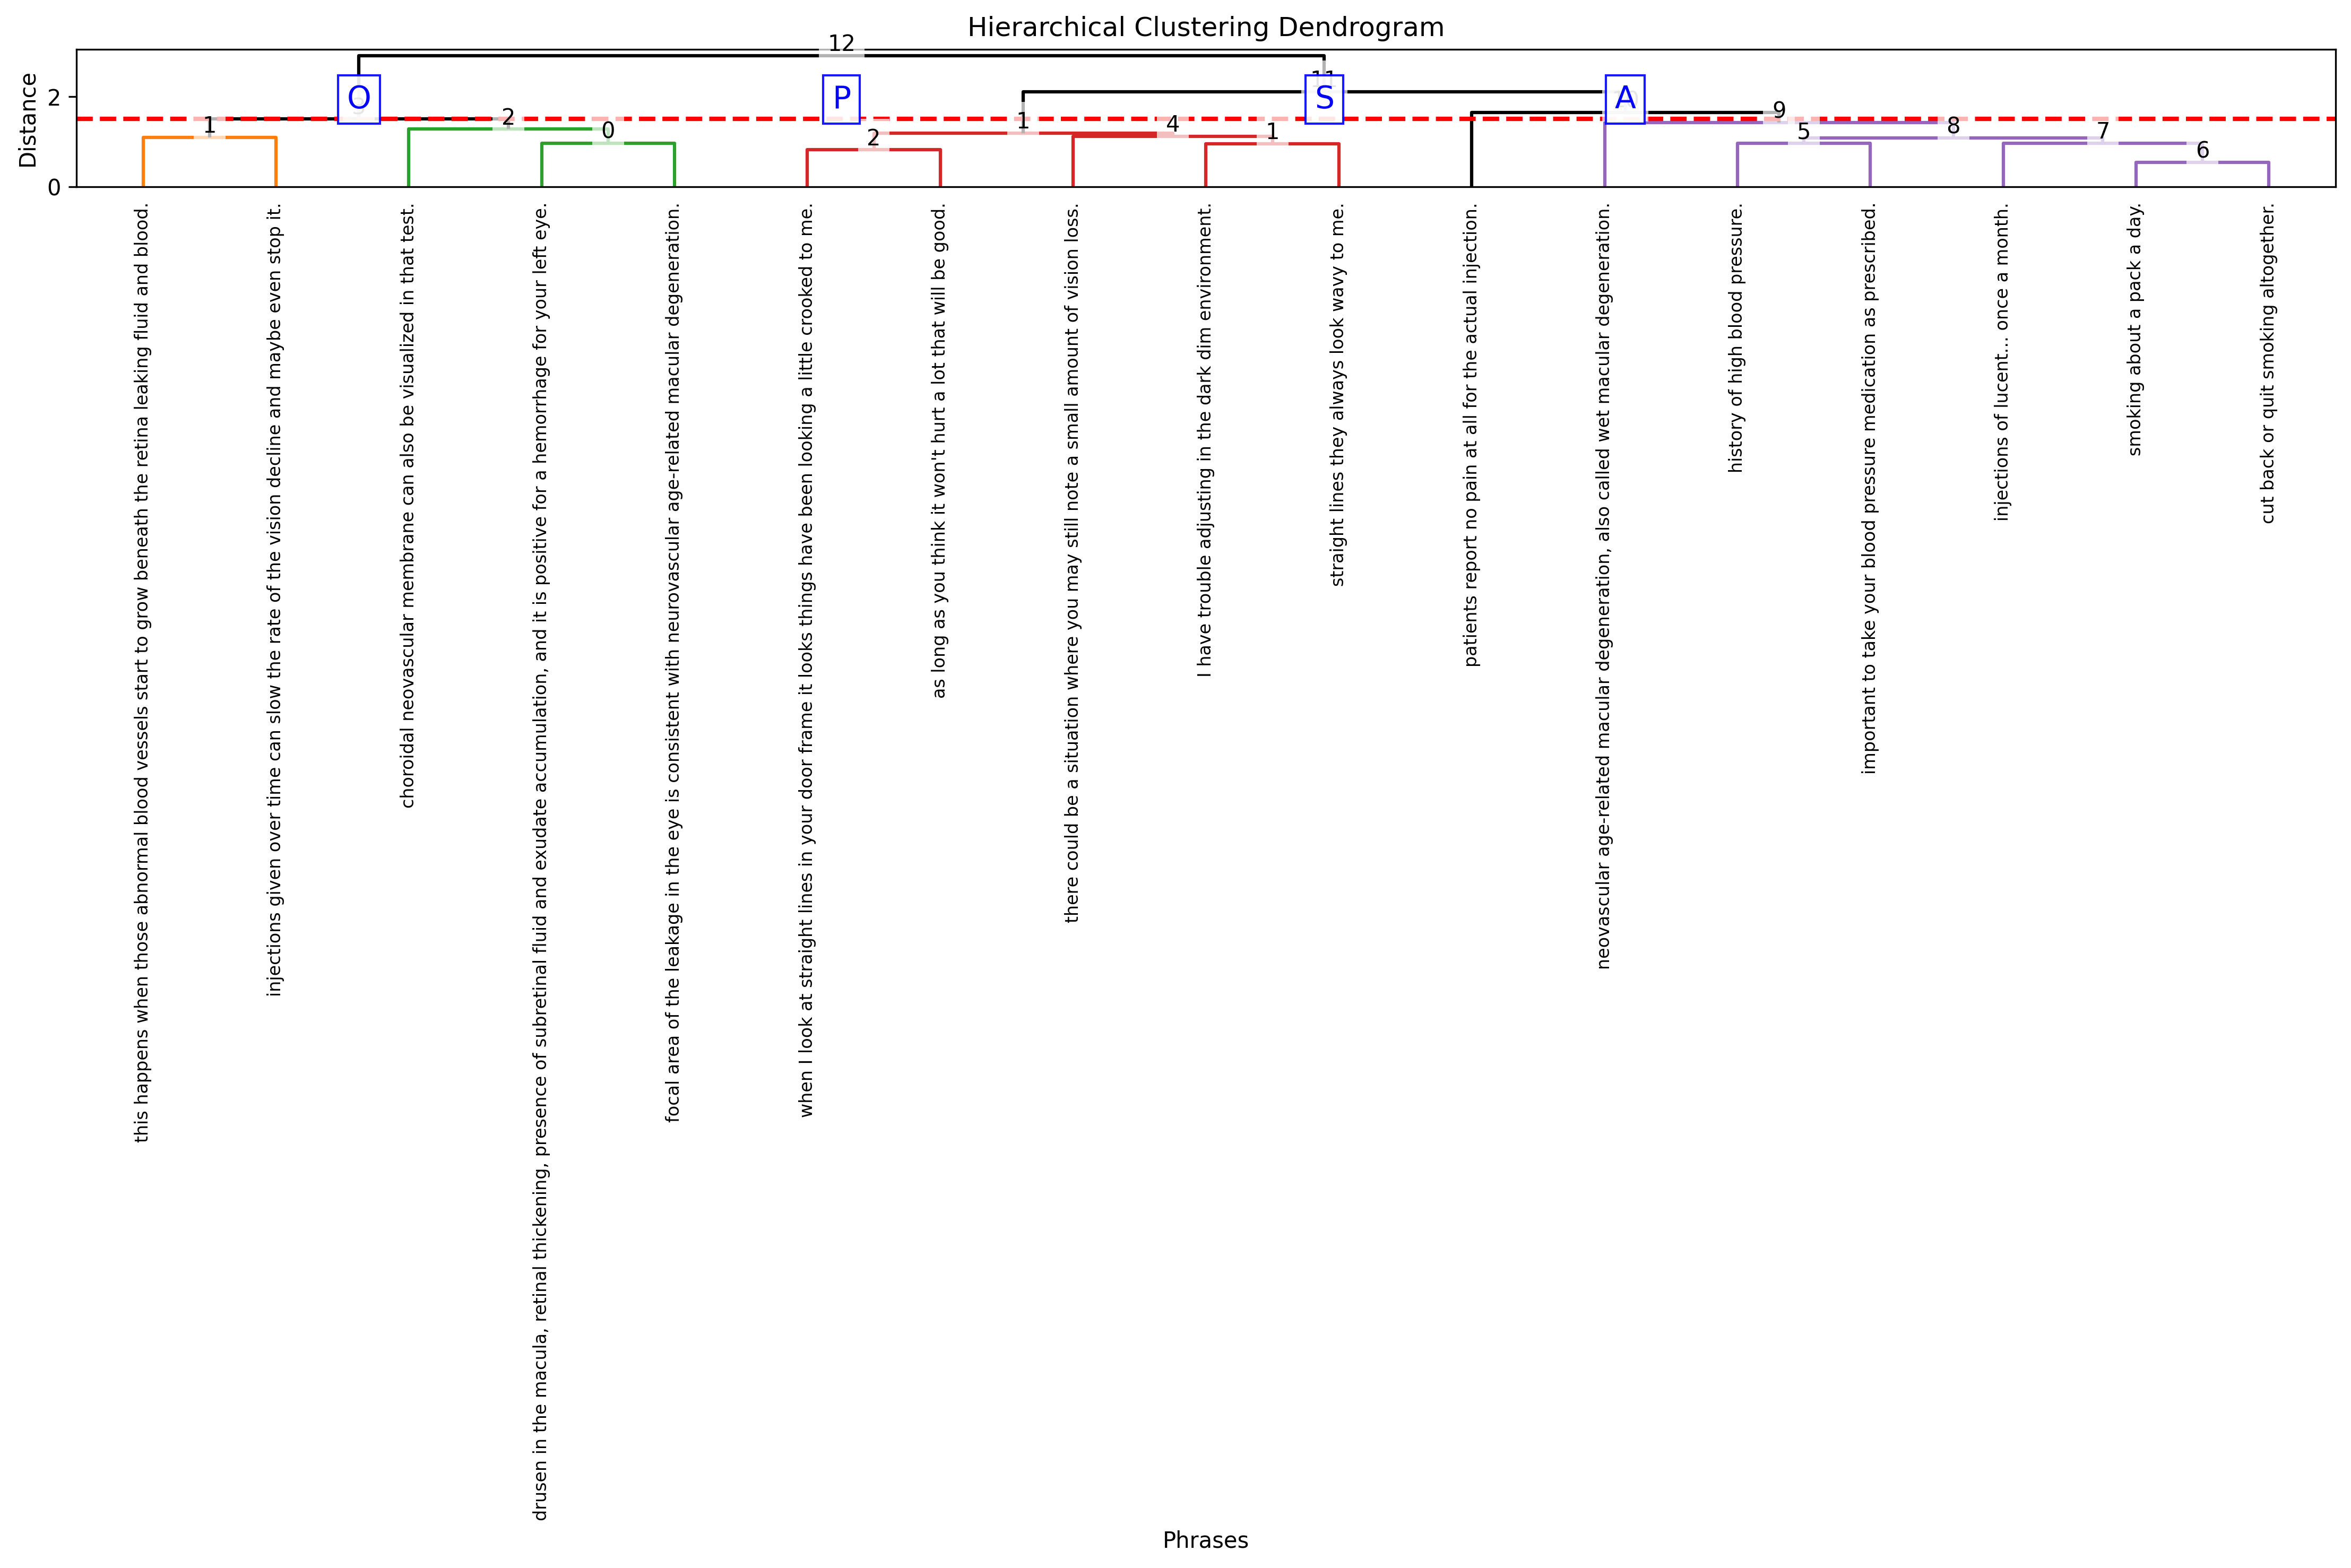 Hierarchical Clustering Dendrogram
Distance
2
0
12
11
O
P
S
A
1
2
0
2
1
4
1
9
5
8
7
6
this happens when those abnormal blood vessels start to grow beneath the retina leaking fluid and blood.
injections given over time can slow the rate of the vision decline and maybe even stop it.
choroidal neovascular membrane can also be visualized in that test.
drusen in the macula, retinal thickening, presence of subretinal fluid and exudate accumulation, and it is positive for a hemorrhage for your left eye.
focal area of the leakage in the eye is consistent with neurovascular age-related macular degeneration.
when I look at straight lines in your door frame it looks things have been looking a little crooked to me.
as long as you think it won't hurt a lot that will be good.
there could be a situation where you may still note a small amount of vision loss.
I have trouble adjusting in the dark dim environment.
straight lines they always look wavy to me.
patients report no pain at all for the actual injection.
neovascular age-related macular degeneration, also called wet macular degeneration.
history of high blood pressure.
important to take your blood pressure medication as prescribed.
injections of lucent... once a month.
smoking about a pack a day.
cut back or quit smoking altogether.
Phrases